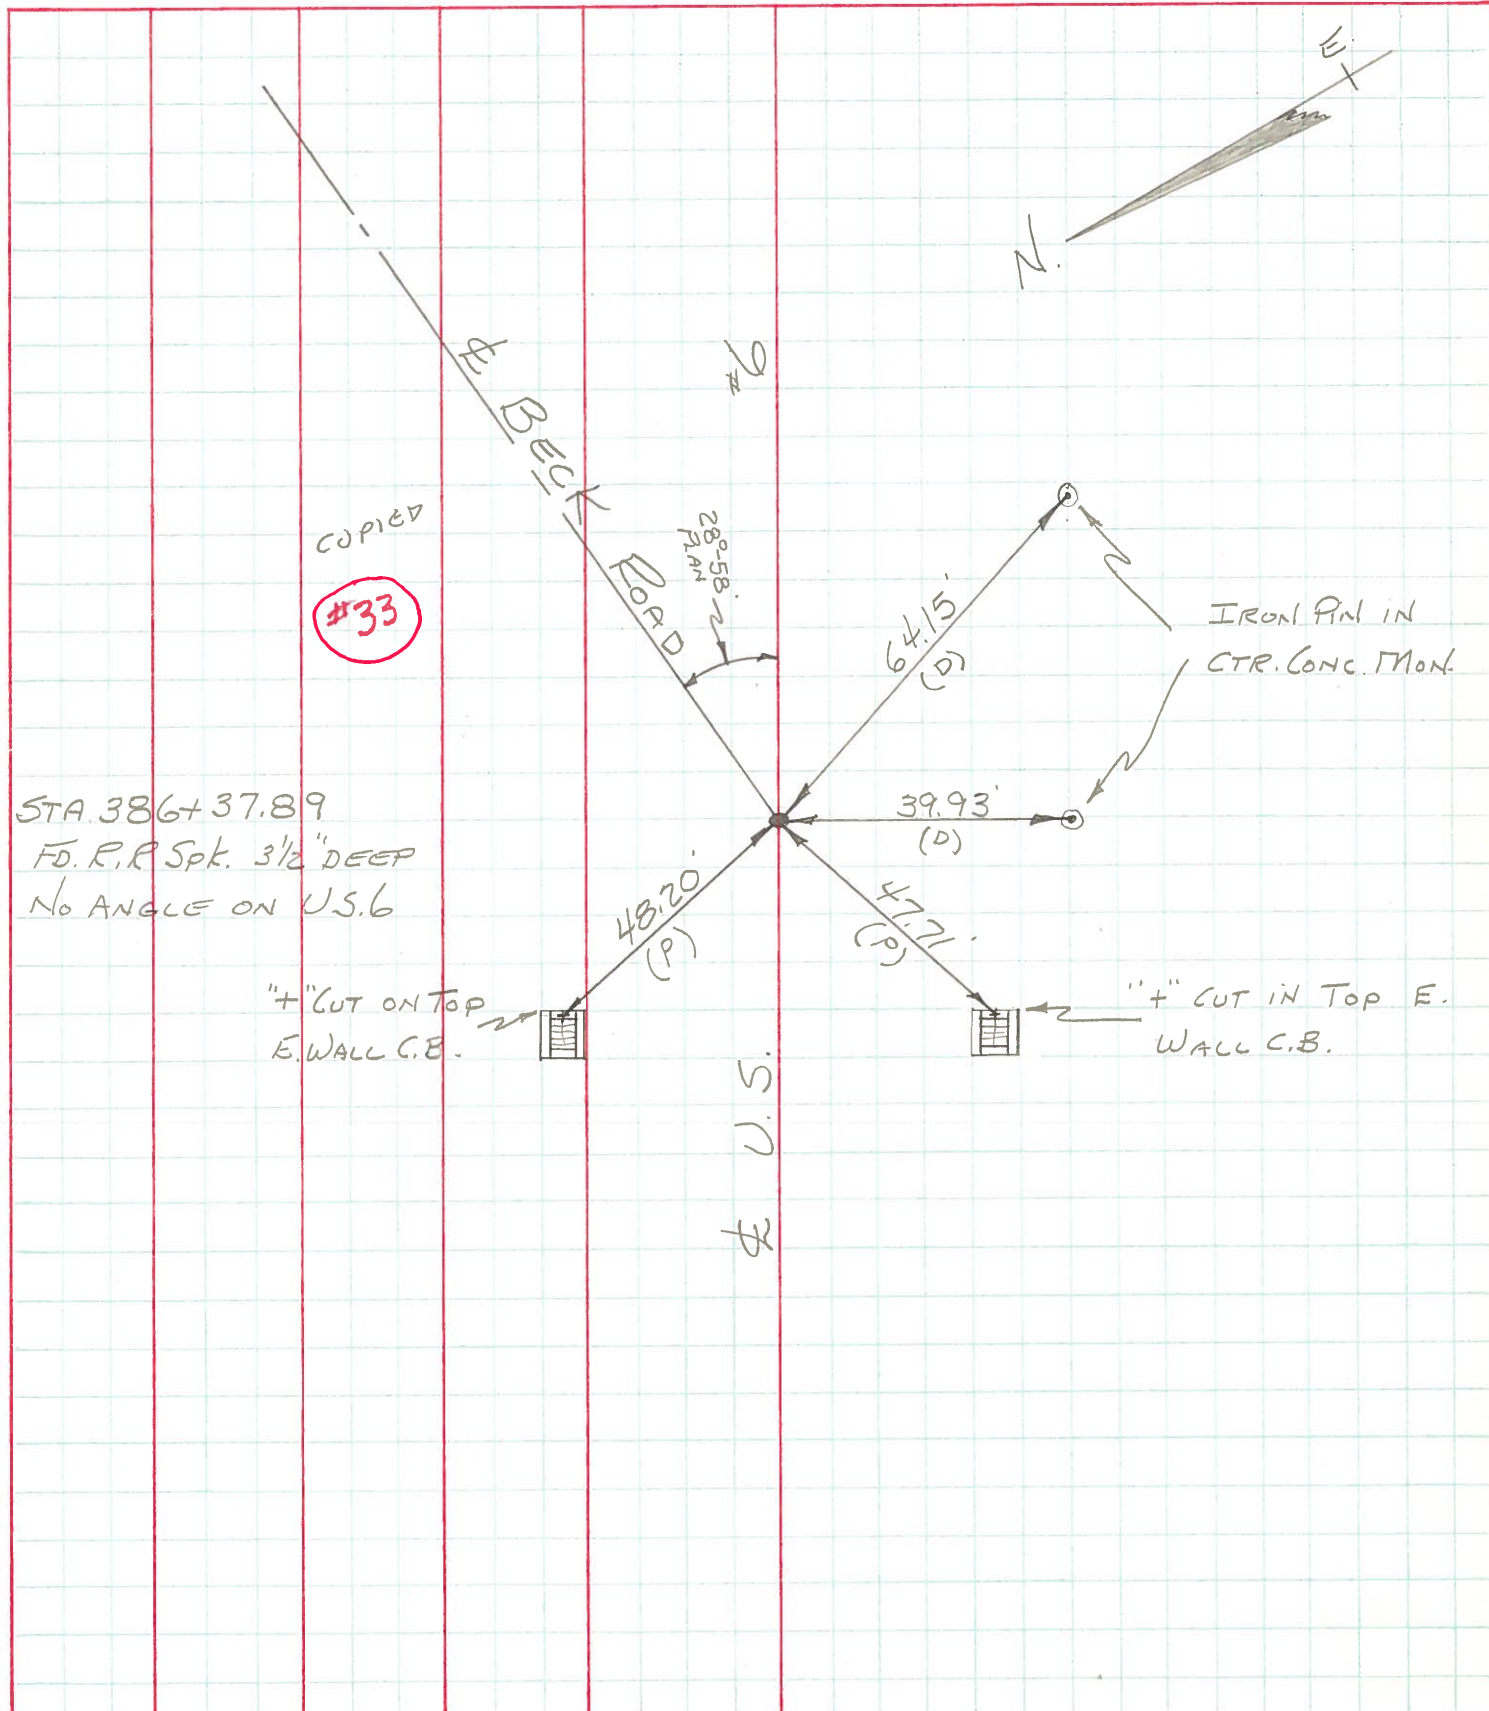 E.
N.
#6
℄ BECK ROAD
28°-58'
PLAN
COPIED
#33
64.15'
(D)
IRON PIN IN
CTR. CONC. MON.
39.93'
(D)
STA. 386+37.89
FD. R.R Spk. 3½" DEEP
No ANGLE ON U.S.6
48.20'
(P)
47.71'
"+" CUT ON TOP
E. WALL C.B.
"+" CUT IN TOP E.
WALL C.B.
℄ U. S.